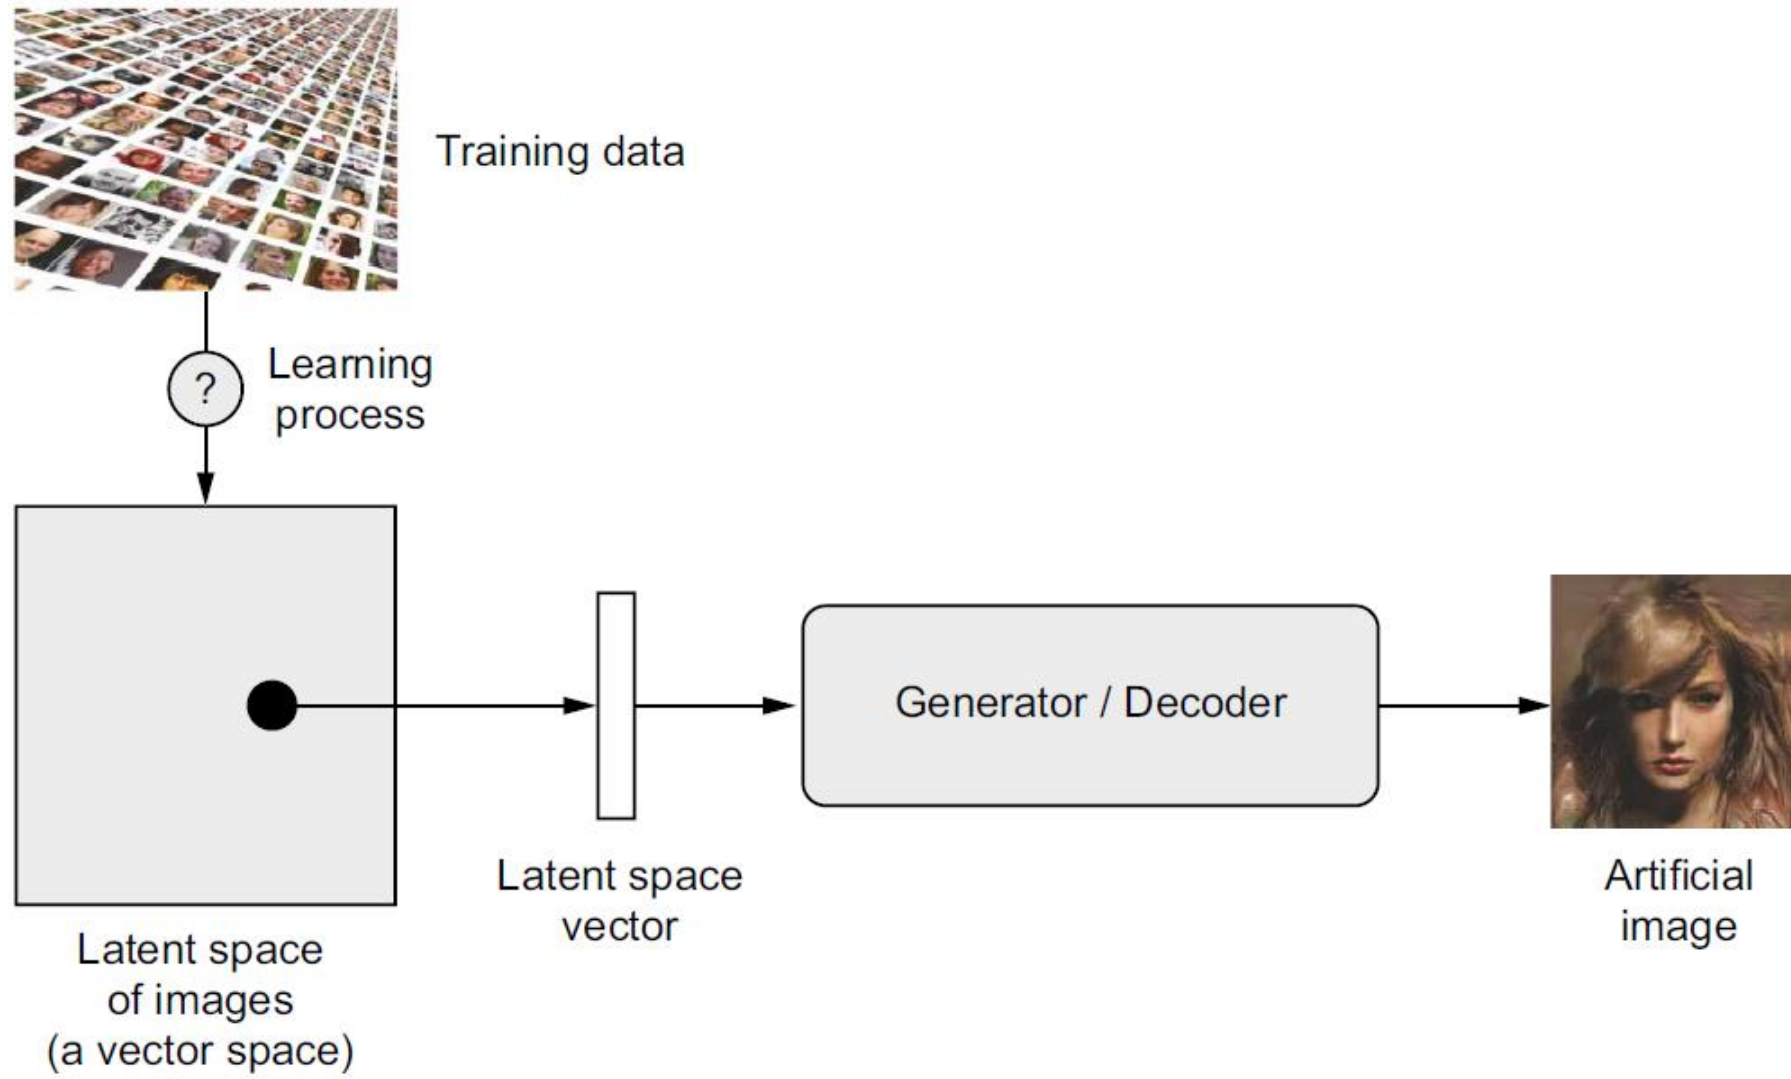 Training data
?
Learning
process
Generator / Decoder
Latent space
vector
Artificial
image
Latent space
of images
(a vector space)